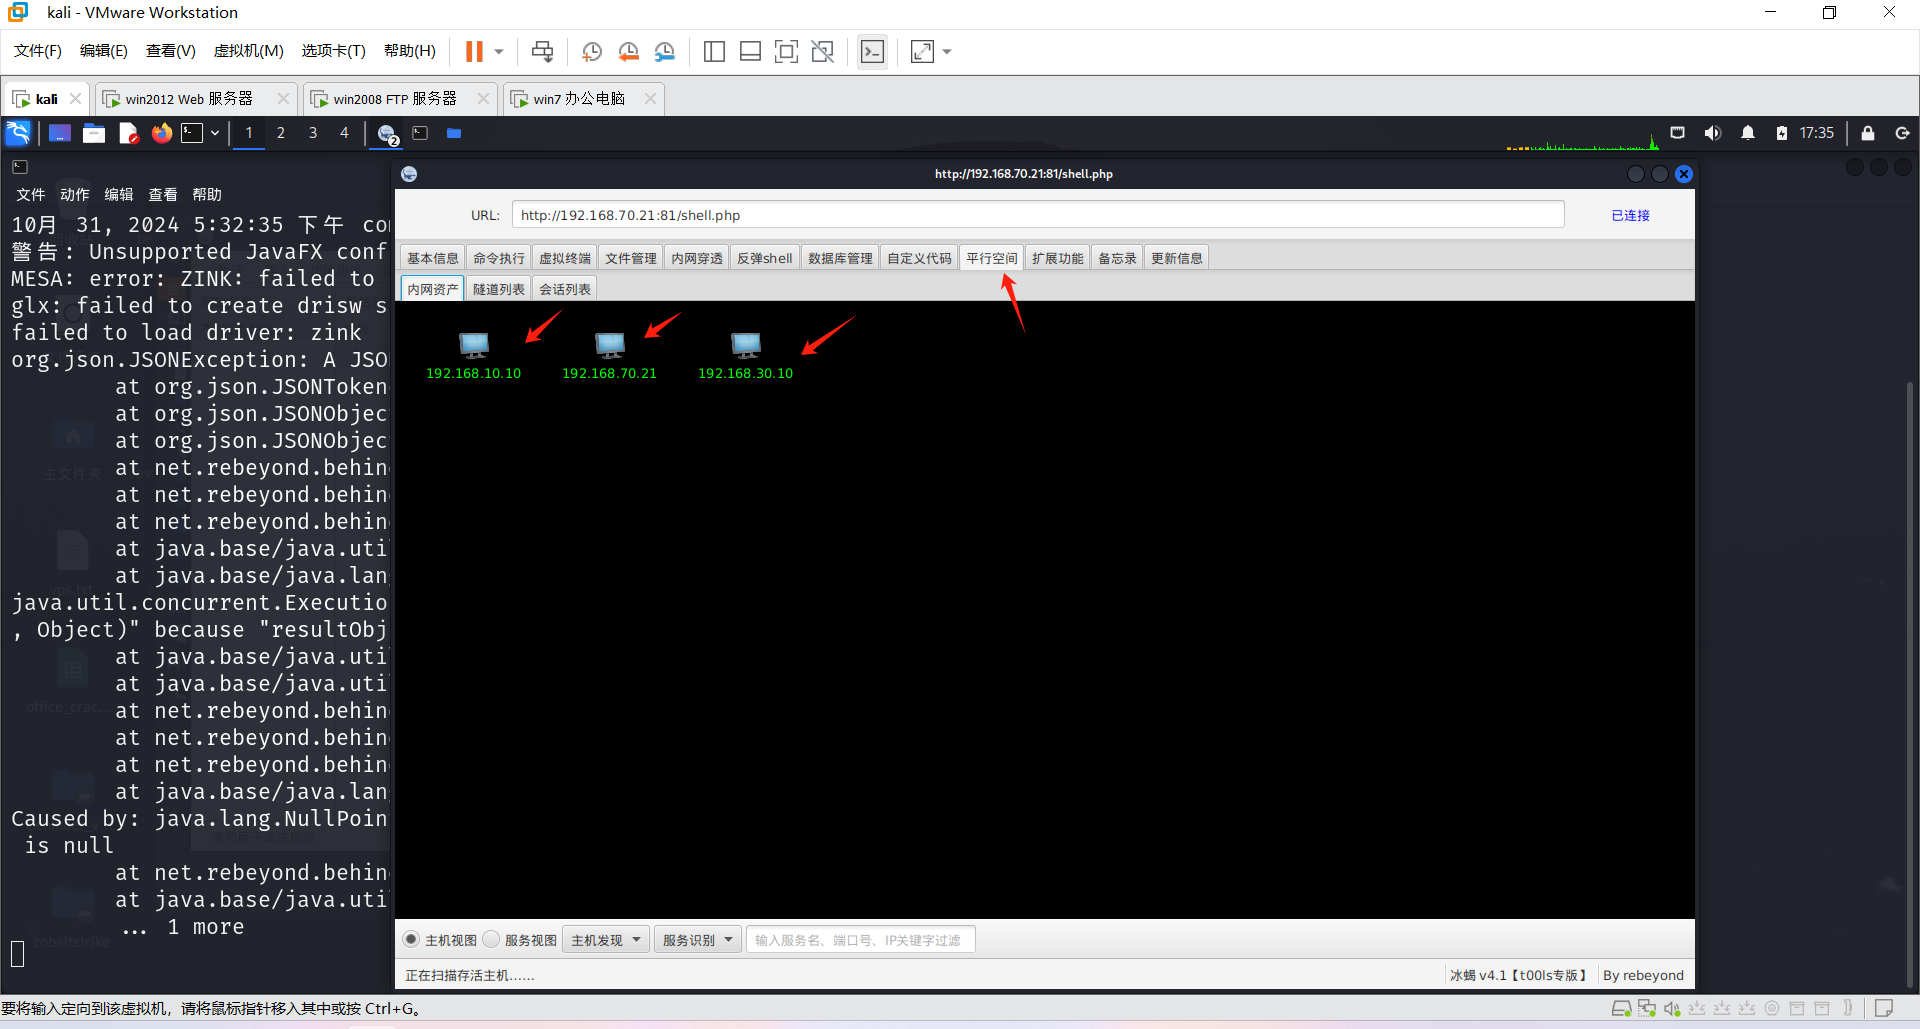 kali - VMware Workstation
文件(F) 编辑(E) 查看(V) 虚拟机(M) 选项卡(T) 帮助(H)
kali win2012 Web 服务器 win2008 FTP 服务器 win7 办公电脑
1 2 3 4 2 17:35
http://192.168.70.21:81/shell.php
文件 动作 编辑 查看 帮助
URL: http://192.168.70.21:81/shell.php 已连接
基本信息 命令执行 虚拟终端 文件管理 内网穿透 反弹shell 数据库管理 自定义代码 平行空间 扩展功能 备忘录 更新信息
内网资产 隧道列表 会话列表
192.168.10.10 192.168.70.21 192.168.30.10
10月 31, 2024 5:32:35 下午 con
警告: Unsupported JavaFX conf
MESA: error: ZINK: failed to
glx: failed to create drisw s
failed to load driver: zink
org.json.JSONException: A JSO
at org.json.JSONToken
at org.json.JSONObjec
at org.json.JSONObjec
at net.rebeyond.behin
at net.rebeyond.behin
at net.rebeyond.behin
at java.base/java.uti
at java.base/java.lan
java.util.concurrent.Executio
, Object)" because "resultObj
at java.base/java.uti
at java.base/java.uti
at net.rebeyond.behin
at net.rebeyond.behin
at net.rebeyond.behin
at java.base/java.lan
Caused by: java.lang.NullPoin
is null
at net.rebeyond.behin
at java.base/java.uti
... 1 more
主文件夹
vps.txt
office_crac...
cobaltstrike
主机视图 服务视图 主机发现 服务识别 输入服务名、端口号、IP关键字过滤
正在扫描存活主机...... 冰蝎 v4.1【t00ls专版】 By rebeyond
要将输入定向到该虚拟机，请将鼠标指针移入其中或按 Ctrl+G。